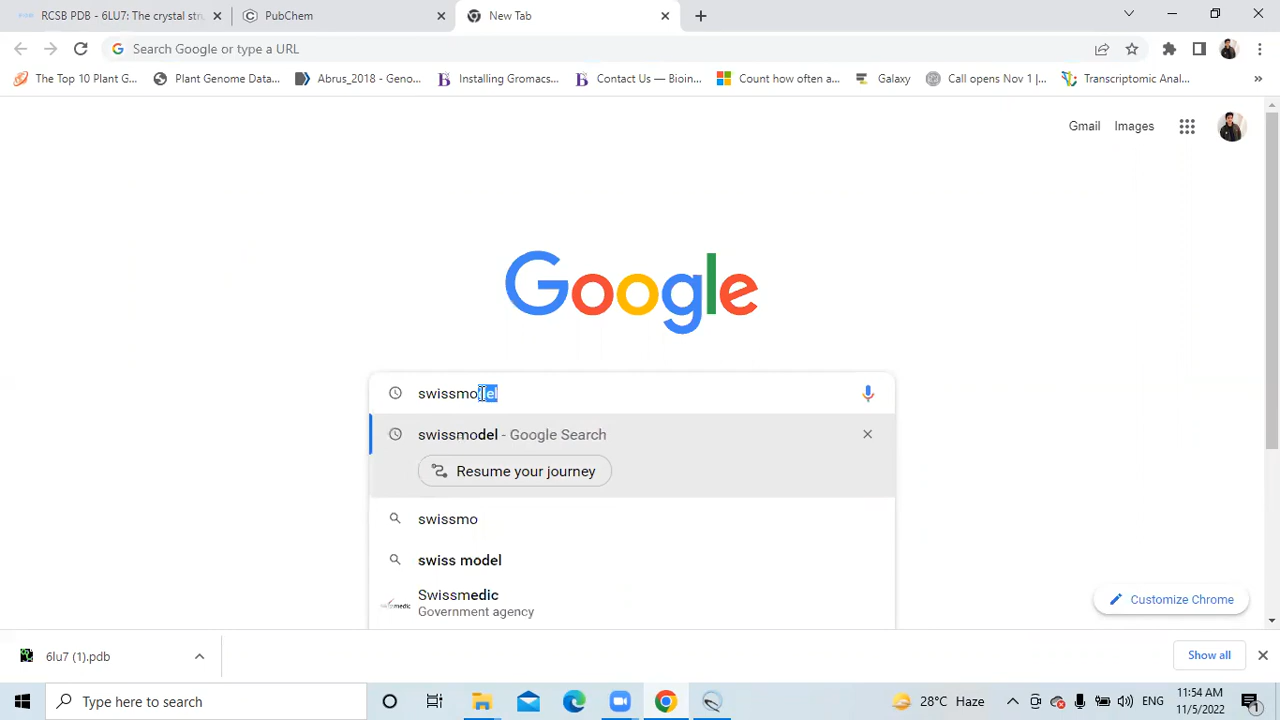 RCSB PDB - 6LU7: The crystal str
PubChem
New Tab
Search Google or type a URL
The Top 10 Plant G...
Plant Genome Data...
Abrus_2018 - Geno...
Installing Gromacs...
Contact Us — Bioin...
Count how often a...
Galaxy
Call opens Nov 1 |...
Transcriptomic Anal...
Gmail
Images
Google
swissmodel
swissmodel - Google Search
Resume your journey
swissmo
swiss model
Swissmedic
Government agency
Customize Chrome
6lu7 (1).pdb
Show all
Type here to search
28°C Haze
ENG
11:54 AM
11/5/2022